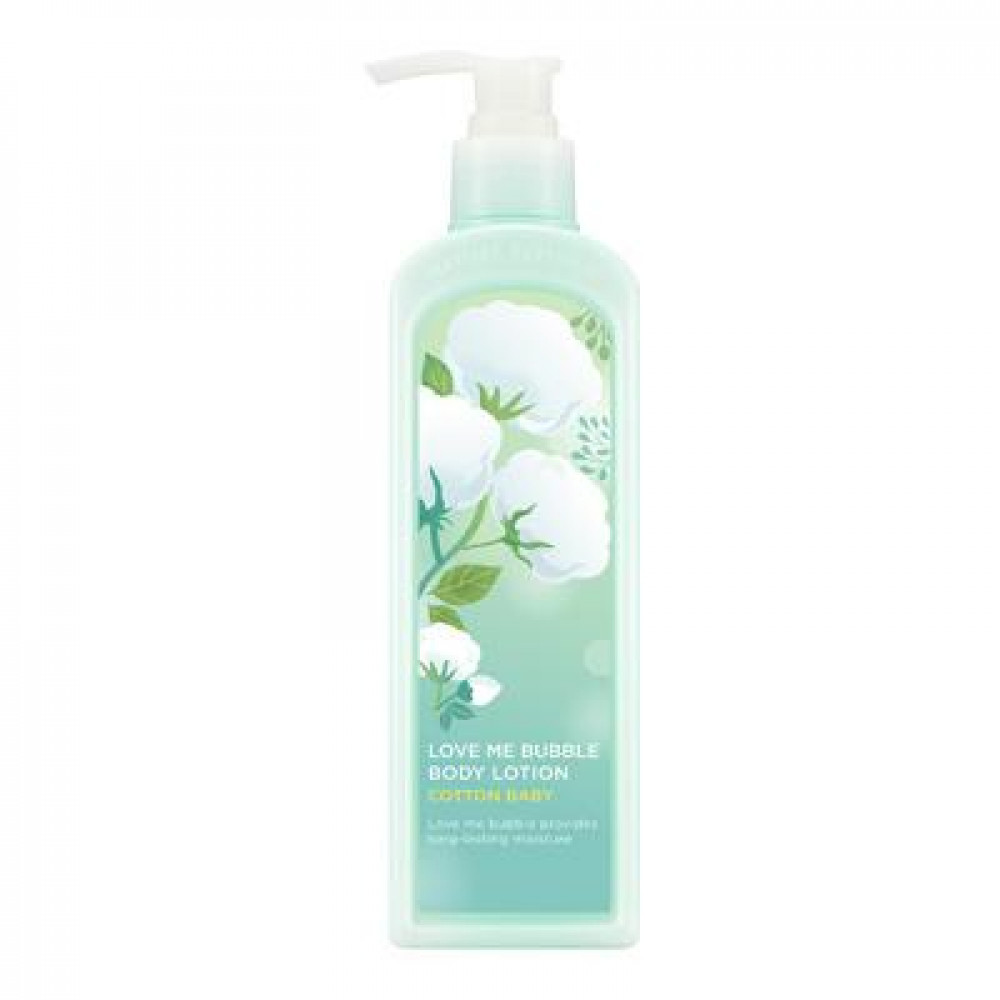 LOVE ME BUBBLE
BODY LOTION
COTTON BABY
Love me bubble provides
long-lasting moisture